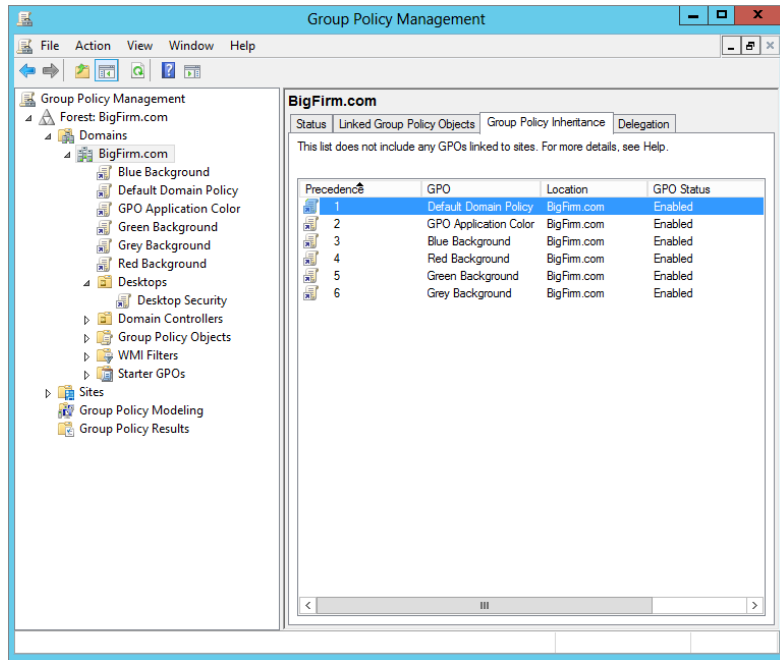 Group Policy Management
File Action View Window Help
Group Policy Management
Forest: BigFirm.com
Domains
BigFirm.com
Blue Background
Default Domain Policy
GPO Application Color
Green Background
Grey Background
Red Background
Desktops
Desktop Security
Domain Controllers
Group Policy Objects
WMI Filters
Starter GPOs
Sites
Group Policy Modeling
Group Policy Results
BigFirm.com
Status Linked Group Policy Objects Group Policy Inheritance Delegation
This list does not include any GPOs linked to sites. For more details, see Help.
Precedence GPO Location GPO Status
1 Default Domain Policy BigFirm.com Enabled
2 GPO Application Color BigFirm.com Enabled
3 Blue Background BigFirm.com Enabled
4 Red Background BigFirm.com Enabled
5 Green Background BigFirm.com Enabled
6 Grey Background BigFirm.com Enabled